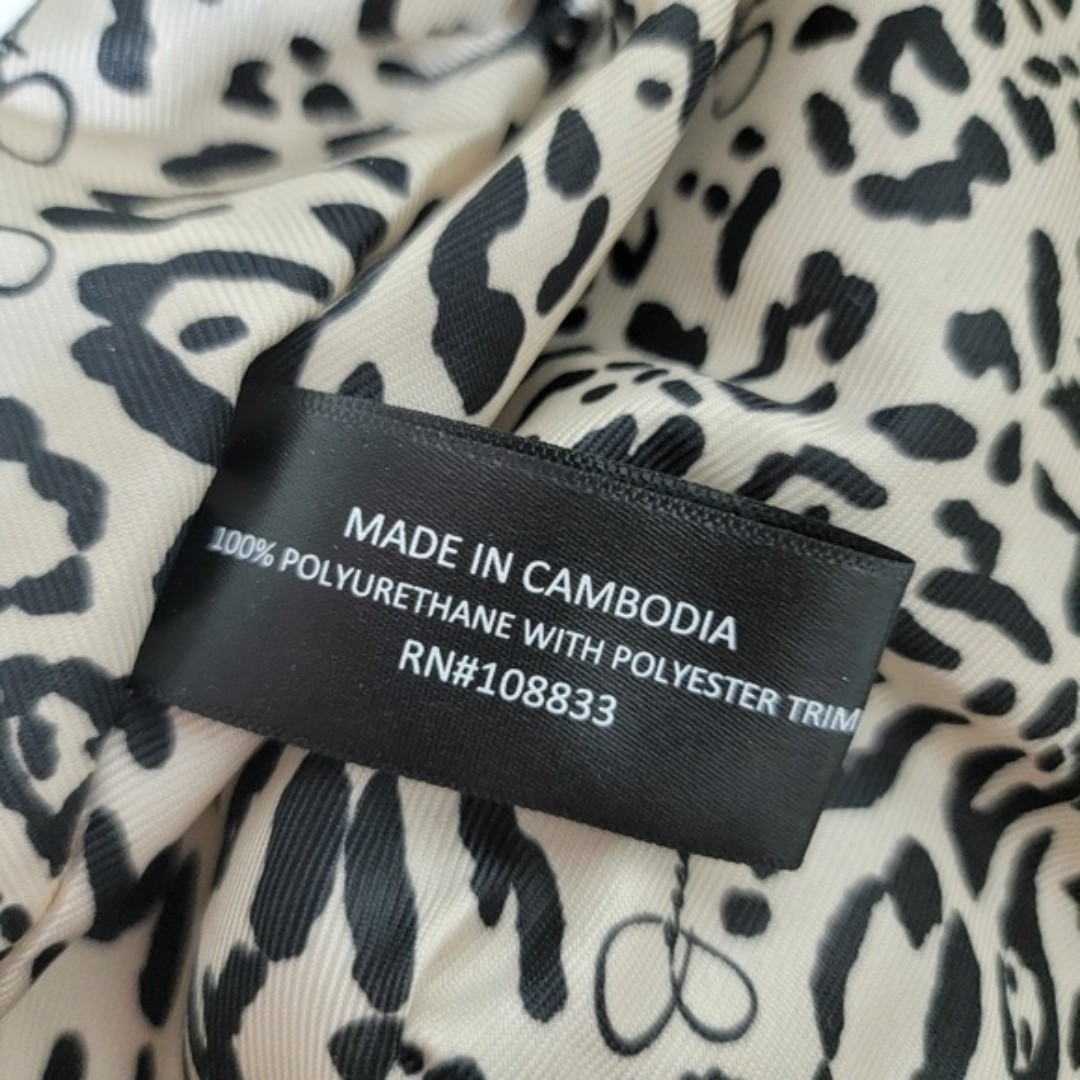 MADE IN CAMBODIA
100% POLYURETHANE WITH POLYESTER TRIM
RN#108833